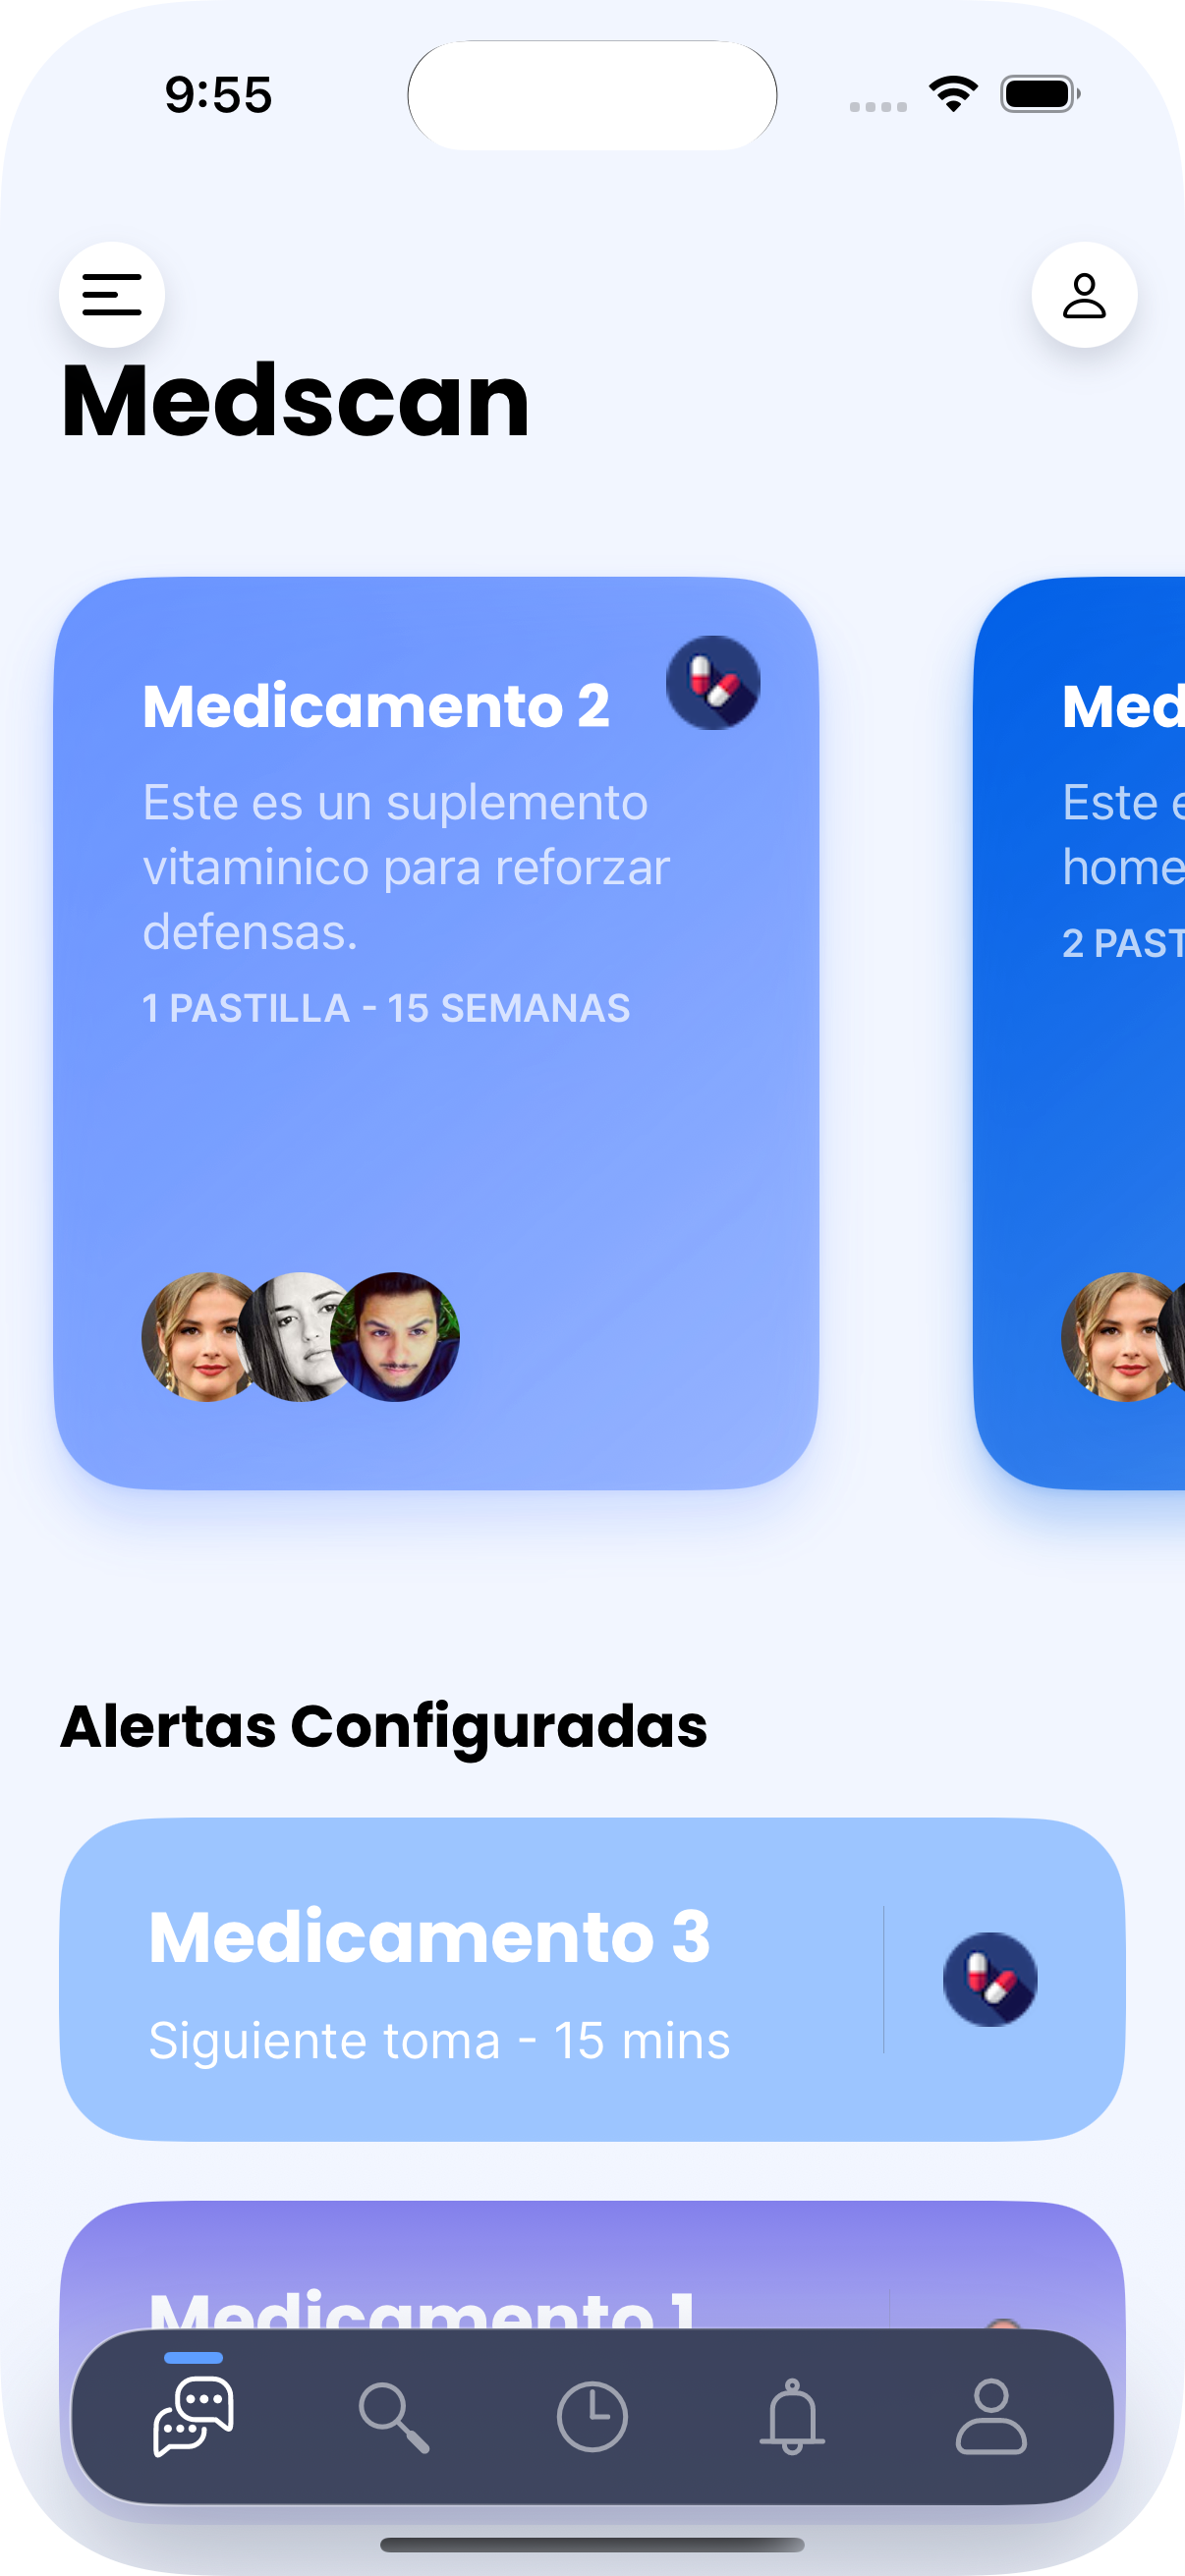 9:55
Medscan
Medicamento 2
Este es un suplemento
vitaminico para reforzar
defensas.
1 PASTILLA - 15 SEMANAS
Med
Este e
home
2 PAST
Alertas Configuradas
Medicamento 3
Siguiente toma - 15 mins
Medicamento 1